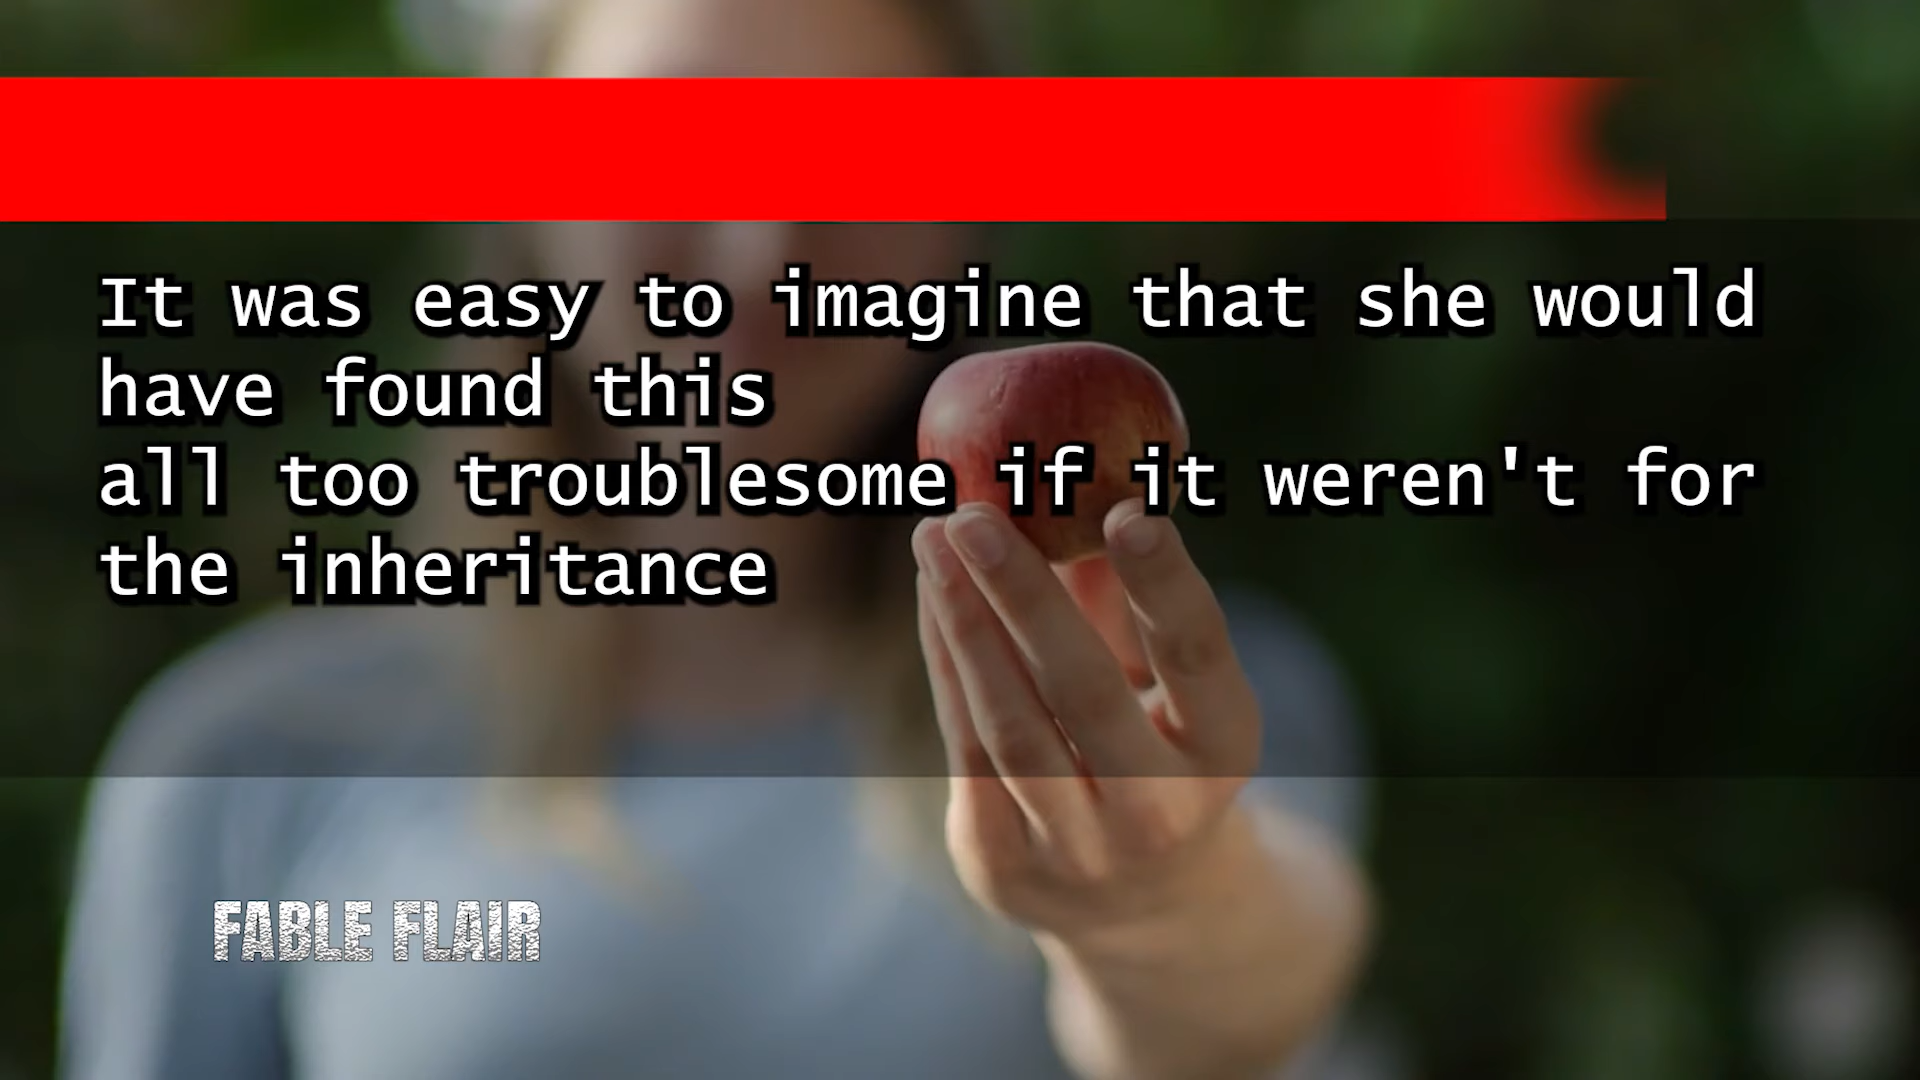 It was easy to imagine that she would
have found this
all too troublesome if it weren't for
the inheritance
FABLE FLAIR